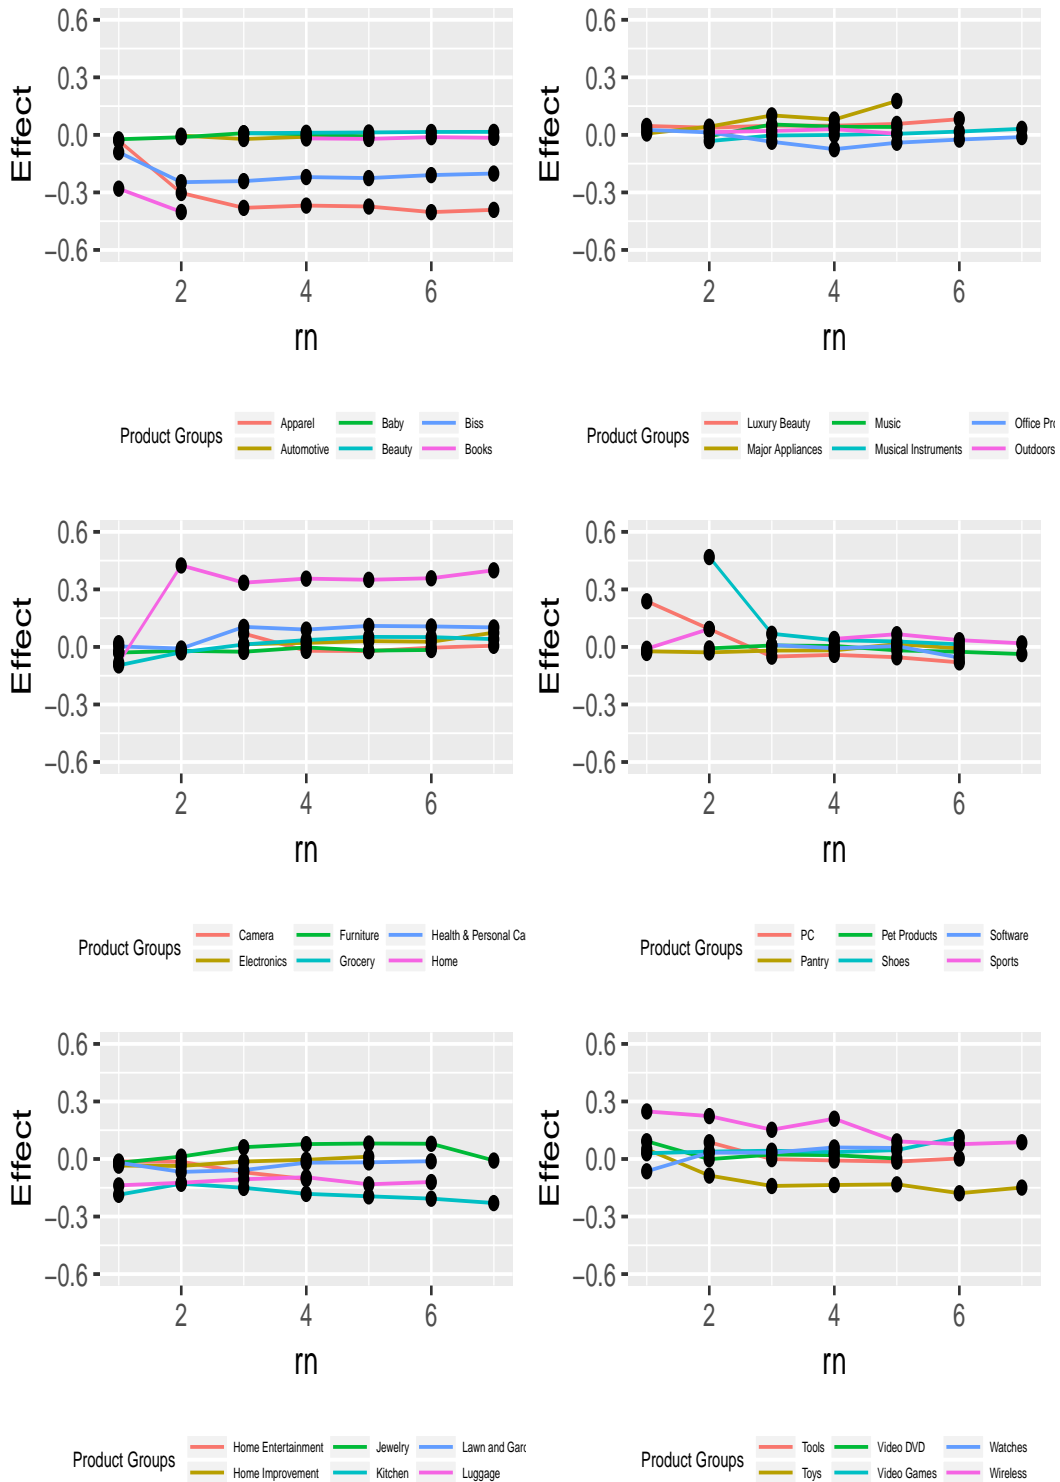 0.6
0.3
0.0
−0.3
−0.6
Effect
2 4 6
rn
Product Groups
Apparel Baby Biss
Automotive Beauty Books
0.6
0.3
0.0
−0.3
−0.6
Effect
2 4 6
rn
Product Groups
Luxury Beauty Music Office Pro
Major Appliances Musical Instruments Outdoors
0.6
0.3
0.0
−0.3
−0.6
Effect
2 4 6
rn
Product Groups
Camera Furniture Health & Personal Ca
Electronics Grocery Home
0.6
0.3
0.0
−0.3
−0.6
Effect
2 4 6
rn
Product Groups
PC Pet Products Software
Pantry Shoes Sports
0.6
0.3
0.0
−0.3
−0.6
Effect
2 4 6
rn
Product Groups
Home Entertainment Jewelry Lawn and Gard
Home Improvement Kitchen Luggage
0.6
0.3
0.0
−0.3
−0.6
Effect
2 4 6
rn
Product Groups
Tools Video DVD Watches
Toys Video Games Wireless